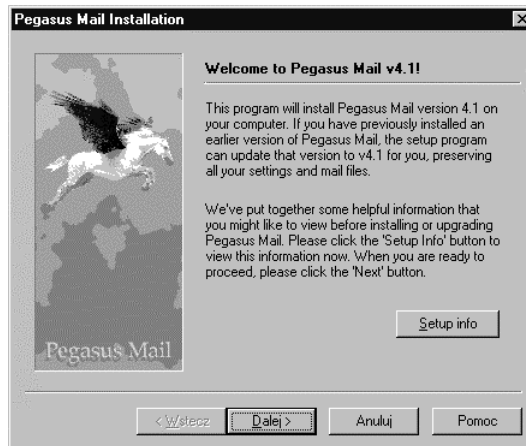 Pegasus Mail Installation
Welcome to Pegasus Mail v4.1!
This program will install Pegasus Mail version 4.1 on
your computer. If you have previously installed an
earlier version of Pegasus Mail, the setup program
can update that version to v4.1 for you, preserving
all your settings and mail files.
We've put together some helpful information that
you might like to view before installing or upgrading
Pegasus Mail. Please click the 'Setup Info' button to
view this information now. When you are ready to
proceed, please click the 'Next' button.
Setup info
Pegasus Mail
< Wstecz
Dalej >
Anuluj
Pomoc